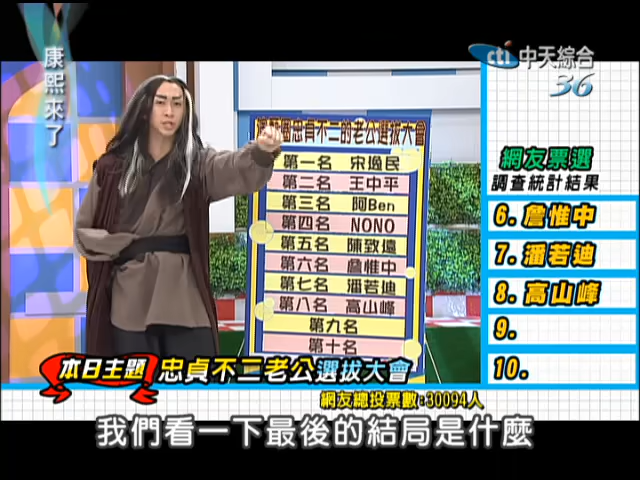 康熙來了
cti 中天綜合
36
忠貞不二的老公選拔大會
第一名 宋逸民
第二名 王中平
第三名 阿Ben
第四名 NONO
第五名 陳致遠
第六名 詹惟中
第七名 潘若迪
第八名 高山峰
第九名
第十名
網友票選
調查統計結果
6. 詹惟中
7. 潘若迪
8. 高山峰
9.
10.
本日主題 忠貞不二老公選拔大會
網友總投票數:30094人
我們看一下最後的結局是什麼